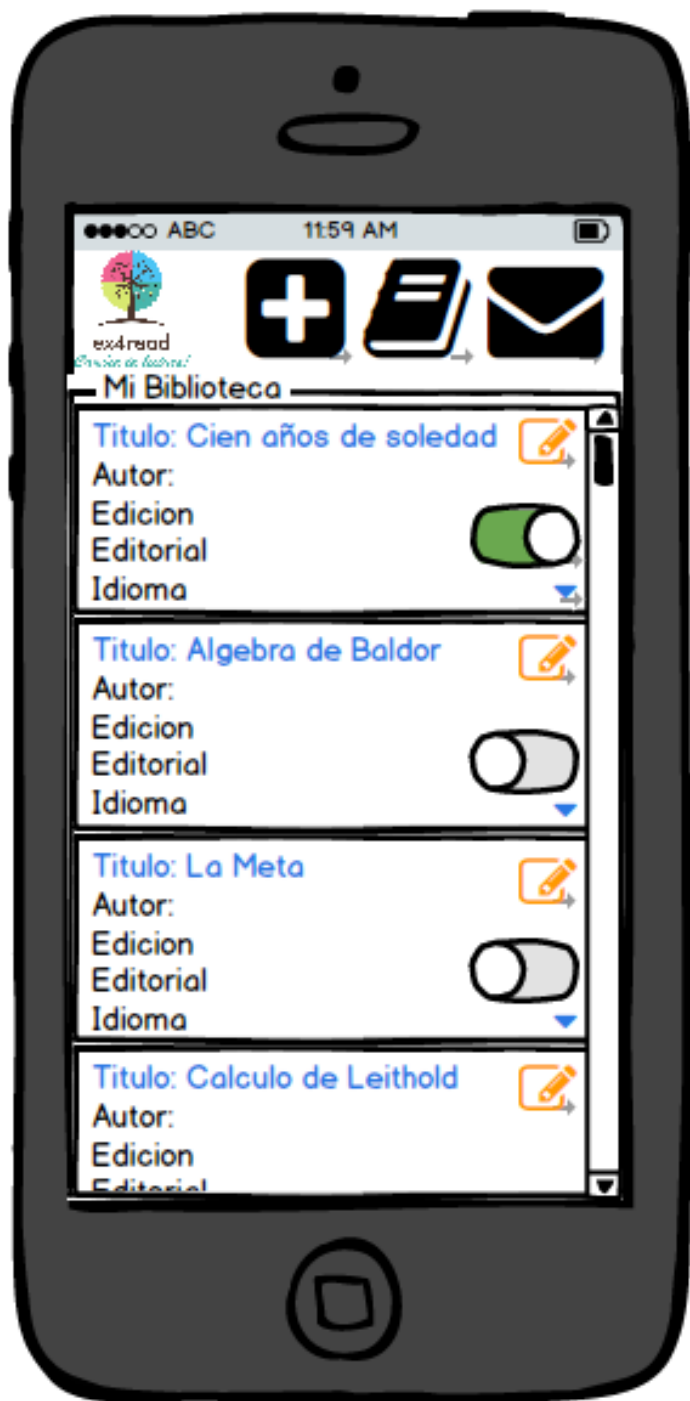 ABC 11:59 AM
ex4read
Mi Biblioteca
Titulo: Cien años de soledad
Autor:
Edicion
Editorial
Idioma
Titulo: Algebra de Baldor
Autor:
Edicion
Editorial
Idioma
Titulo: La Meta
Autor:
Edicion
Editorial
Idioma
Titulo: Calculo de Leithold
Autor:
Edicion
Editorial